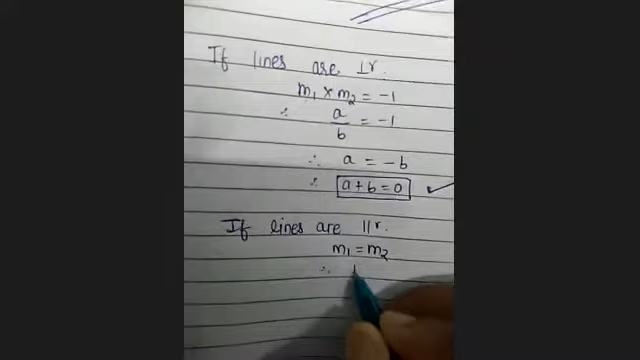 If lines are ⊥r.
m₁ × m₂ = -1
∴ a/b = -1
∴ a = -b
∴ a + b = 0 ✓
If lines are ||r.
m₁ = m₂
∴